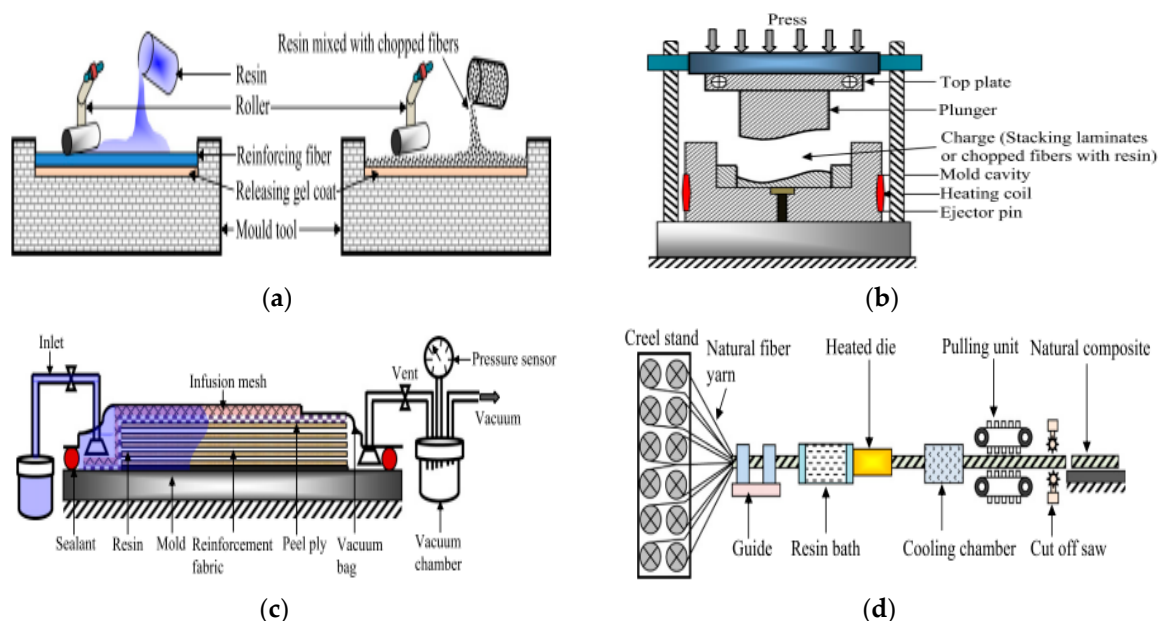 Resin mixed with chopped fibers
Resin
Roller
Reinforcing fiber
Releasing gel coat
Mould tool
(a)
Press
Top plate
Plunger
Charge (Stacking laminates
or chopped fibers with resin)
Mold cavity
Heating coil
Ejector pin
(b)
Inlet
Infusion mesh
Vent
Pressure sensor
Vacuum
Sealant
Resin
Mold
Reinforcement
fabric
Peel ply
Vacuum
bag
Vacuum
chamber
(c)
Creel stand
Natural fiber
yarn
Heated die
Pulling unit
Natural composite
Guide
Resin bath
Cooling chamber
Cut off saw
(d)